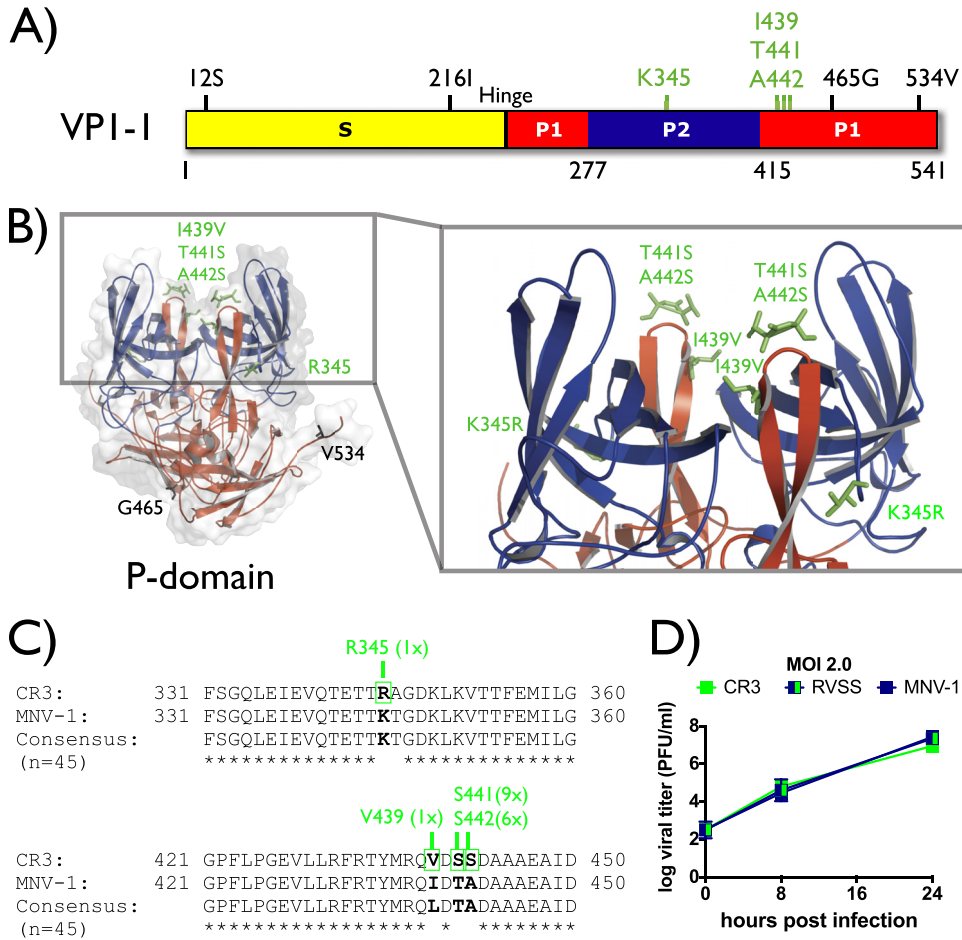 A)
I439
T441
A442
12S 216I K345 465G 534V
Hinge
VP1-1 S P1 P2 P1
1 277 415 541
B)
I439V
T441S
A442S
R345
V534
G465
P-domain
T441S
A442S
T441S
A442S
I439V
I439V
K345R
K345R
C)
R345 (1x)
CR3: 331 FSGQLEIEVQTETTRAGDKLKVTTFEMILG 360
MNV-1: 331 FSGQLEIEVQTETTKTGDKLKVTTFEMILG 360
Consensus: FSGQLEIEVQTETTKTGDKLKVTTFEMILG
(n=45) **************  **************
S441(9x)
V439 (1x) S442(6x)
CR3: 421 GPFLPGEVLLRFRTYMRQVDSSDAAAEAID 450
MNV-1: 421 GPFLPGEVLLRFRTYMRQIDTADAAAEAID 450
Consensus: GPFLPGEVLLRFRTYMRQLDTADAAAEAID
(n=45) ****************** *  ********
D)
MOI 2.0
CR3 RVSS MNV-1
log viral titer (PFU/ml)
8
6
4
2
0
0 8 16 24
hours post infection